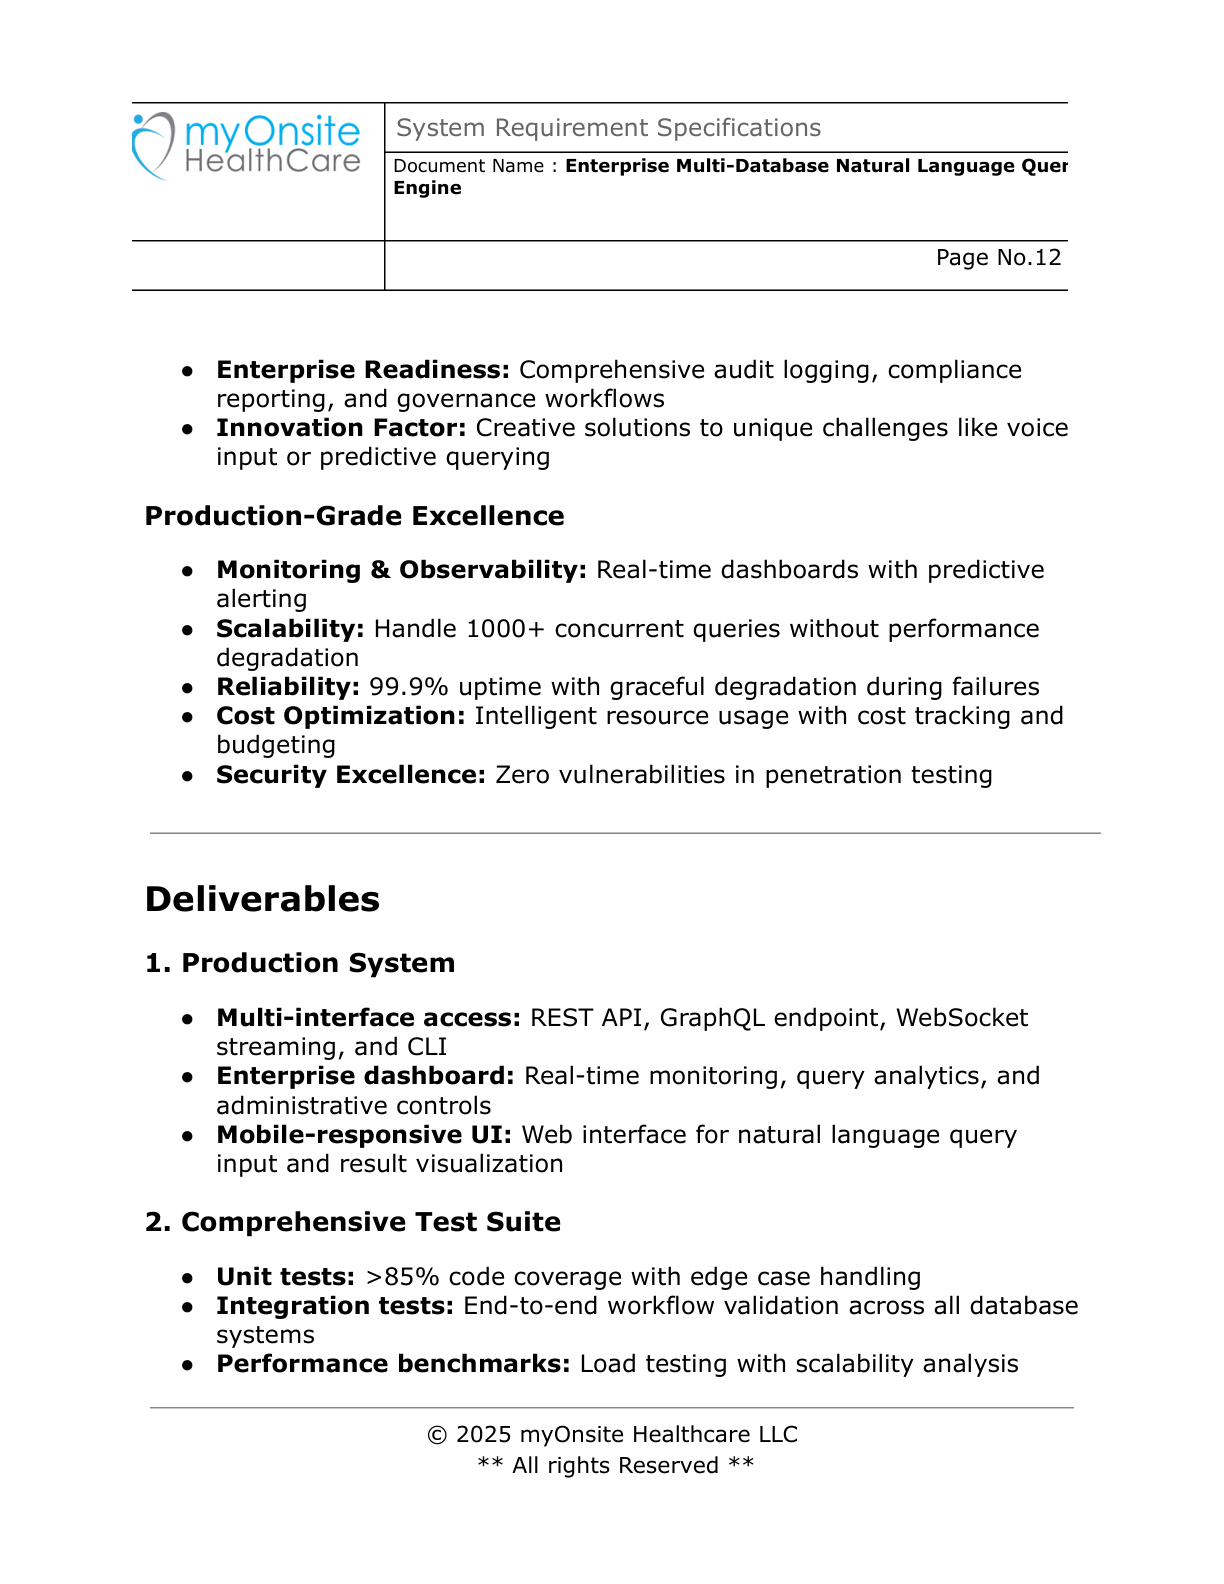 myOnsite
HealthCare
System Requirement Specifications
Document Name : Enterprise Multi-Database Natural Language Quer
Engine
Page No.12
● Enterprise Readiness: Comprehensive audit logging, compliance
reporting, and governance workflows
● Innovation Factor: Creative solutions to unique challenges like voice
input or predictive querying
Production-Grade Excellence
● Monitoring & Observability: Real-time dashboards with predictive
alerting
● Scalability: Handle 1000+ concurrent queries without performance
degradation
● Reliability: 99.9% uptime with graceful degradation during failures
● Cost Optimization: Intelligent resource usage with cost tracking and
budgeting
● Security Excellence: Zero vulnerabilities in penetration testing
Deliverables
1. Production System
● Multi-interface access: REST API, GraphQL endpoint, WebSocket
streaming, and CLI
● Enterprise dashboard: Real-time monitoring, query analytics, and
administrative controls
● Mobile-responsive UI: Web interface for natural language query
input and result visualization
2. Comprehensive Test Suite
● Unit tests: >85% code coverage with edge case handling
● Integration tests: End-to-end workflow validation across all database
systems
● Performance benchmarks: Load testing with scalability analysis
© 2025 myOnsite Healthcare LLC
** All rights Reserved **